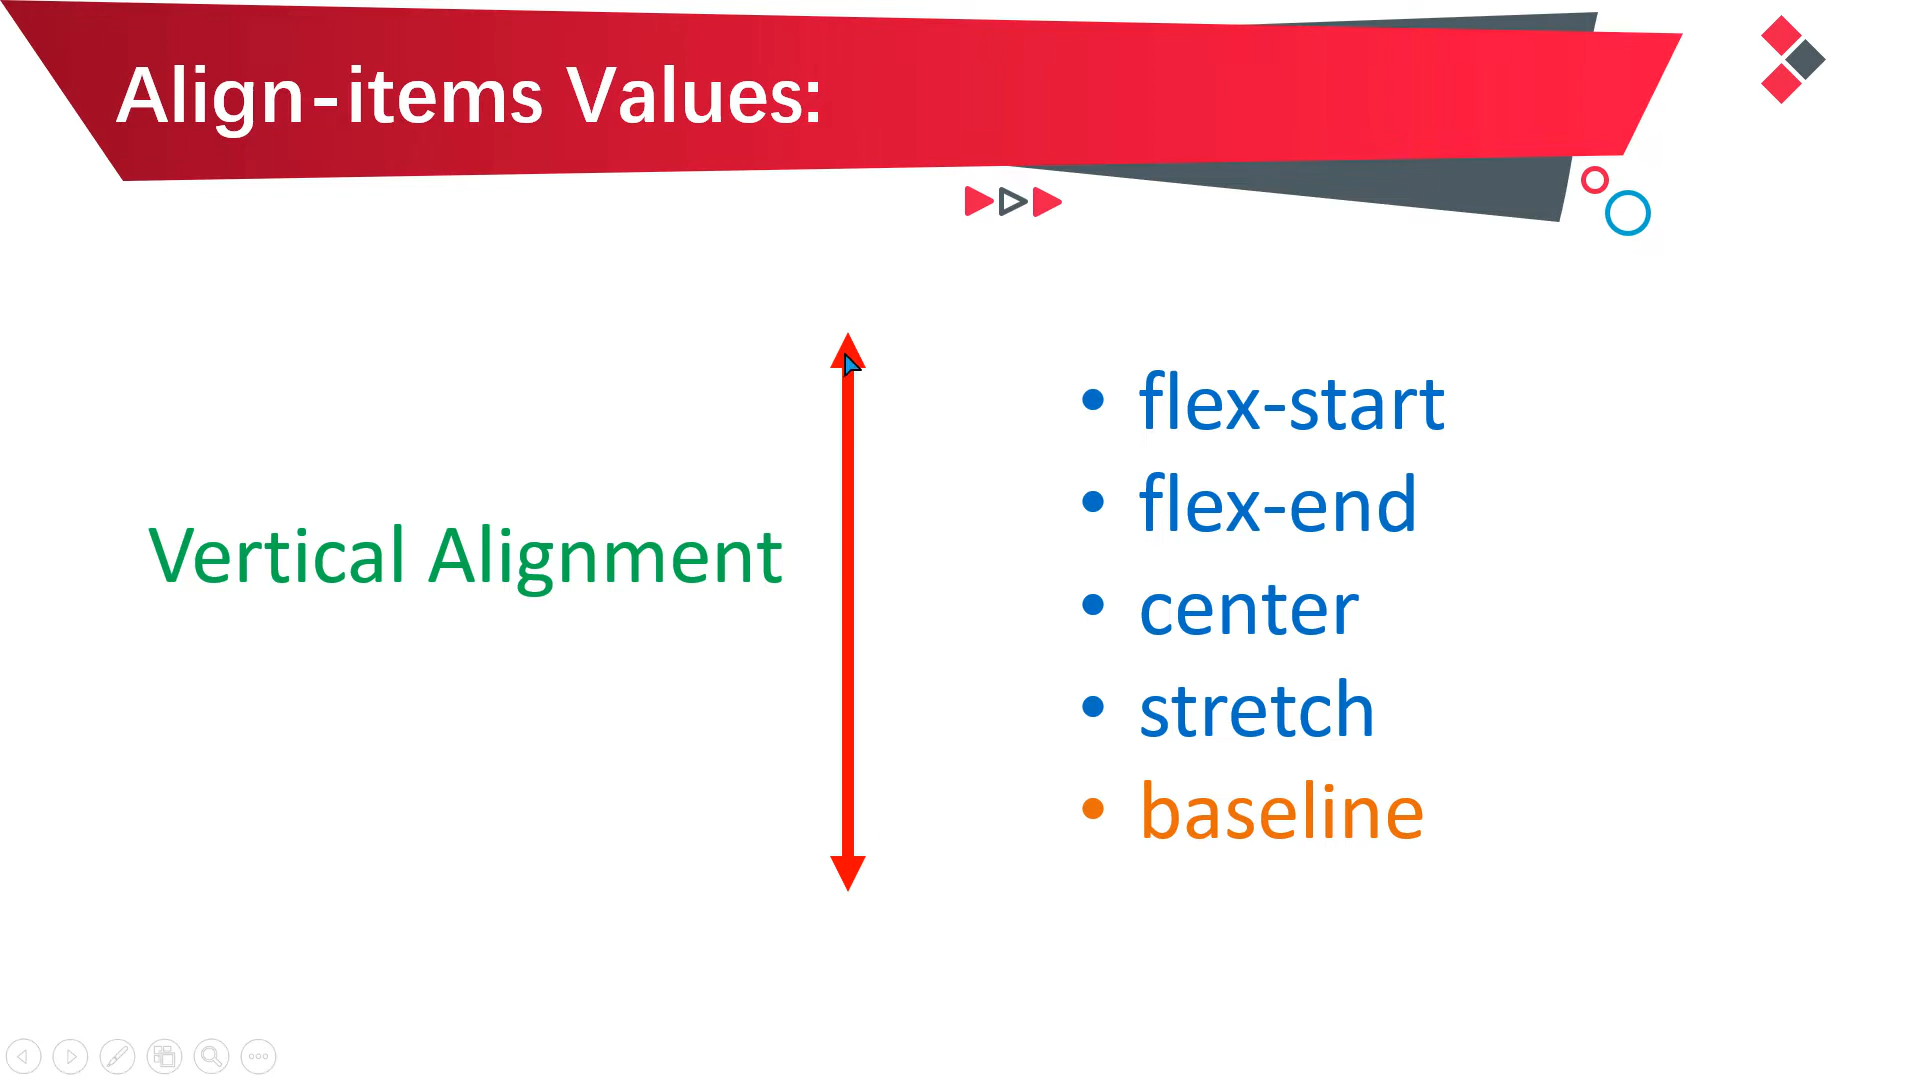 Align-items Values:
Vertical Alignment
• flex-start
• flex-end
• center
• stretch
• baseline